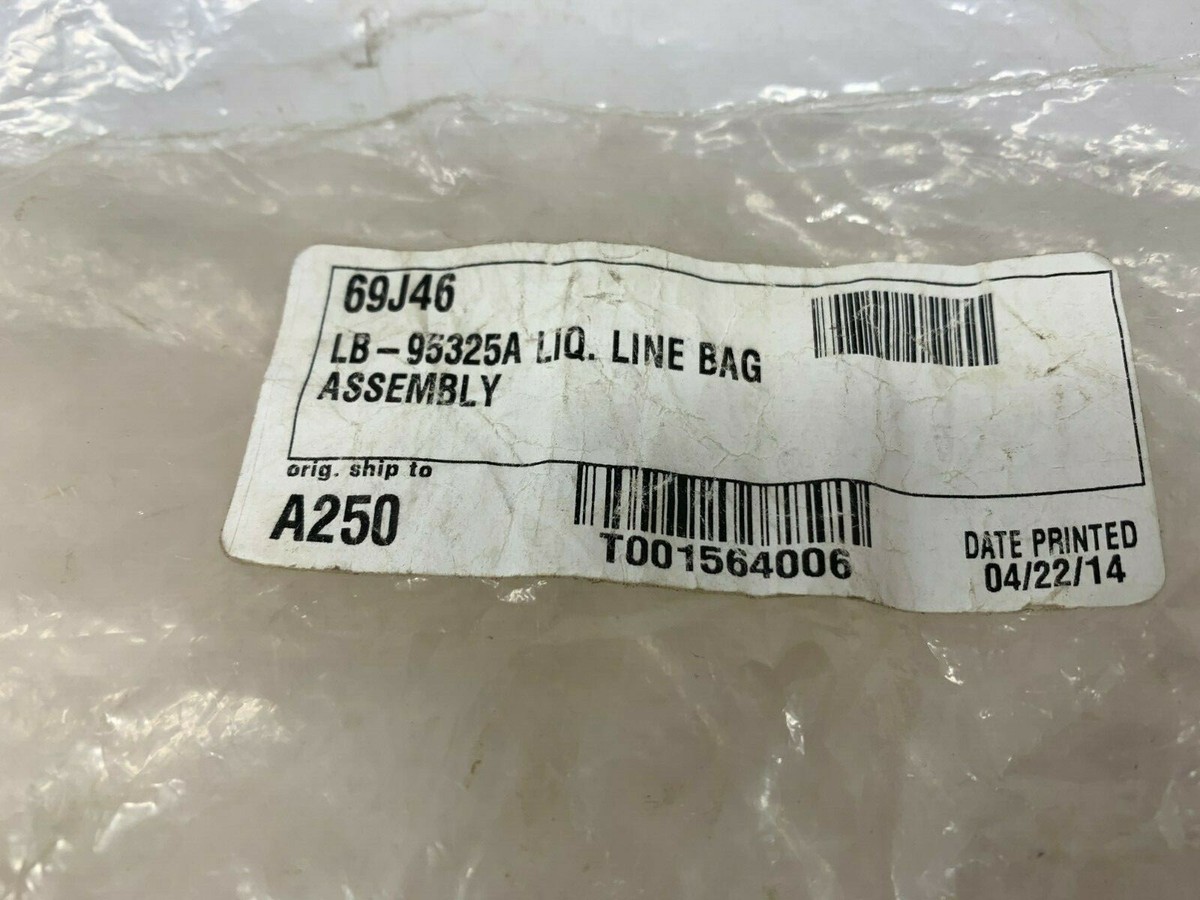 69J46
LB-95325A LIQ. LINE BAG
ASSEMBLY
orig. ship to
A250
T001564006
DATE PRINTED
04/22/14